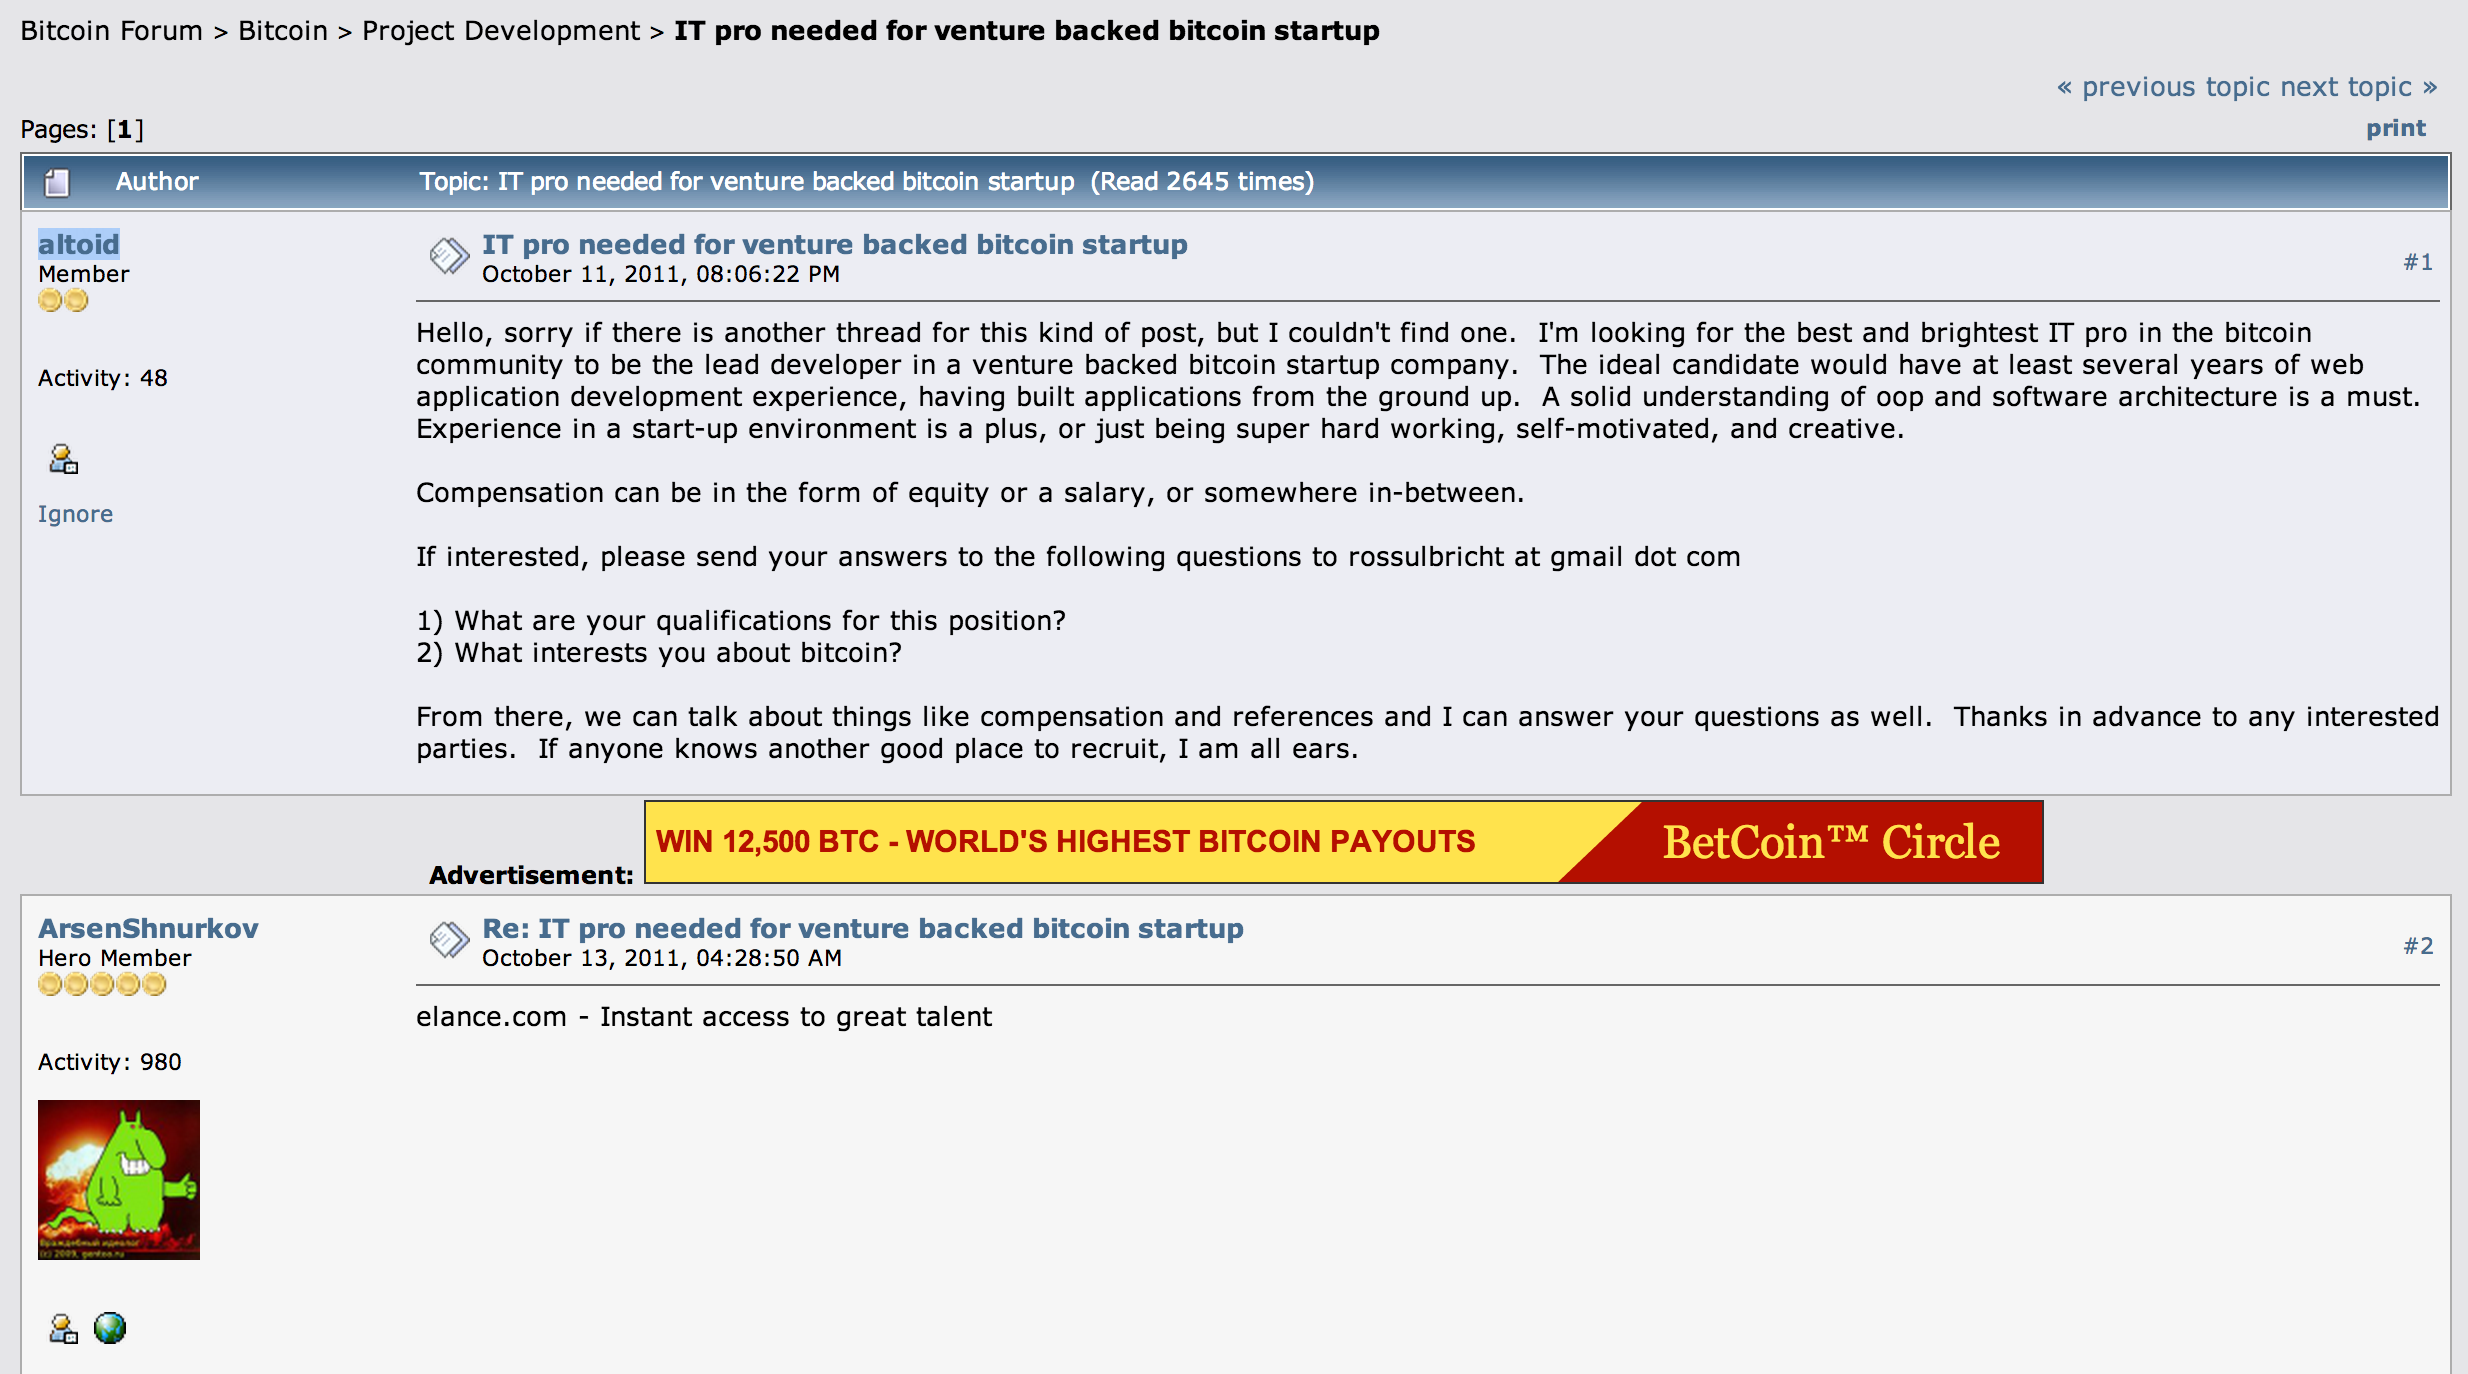 Bitcoin Forum > Bitcoin > Project Development > IT pro needed for venture backed bitcoin startup
« previous topic next topic »
Pages: [1]
print
Author
Topic: IT pro needed for venture backed bitcoin startup (Read 2645 times)
altoid
Member
Activity: 48
Ignore
IT pro needed for venture backed bitcoin startup
October 11, 2011, 08:06:22 PM
#1
Hello, sorry if there is another thread for this kind of post, but I couldn't find one. I'm looking for the best and brightest IT pro in the bitcoin
community to be the lead developer in a venture backed bitcoin startup company. The ideal candidate would have at least several years of web
application development experience, having built applications from the ground up. A solid understanding of oop and software architecture is a must.
Experience in a start-up environment is a plus, or just being super hard working, self-motivated, and creative.
Compensation can be in the form of equity or a salary, or somewhere in-between.
If interested, please send your answers to the following questions to rossulbricht at gmail dot com
1) What are your qualifications for this position?
2) What interests you about bitcoin?
From there, we can talk about things like compensation and references and I can answer your questions as well. Thanks in advance to any interested
parties. If anyone knows another good place to recruit, I am all ears.
Advertisement:
WIN 12,500 BTC - WORLD'S HIGHEST BITCOIN PAYOUTS
BetCoin™ Circle
ArsenShnurkov
Hero Member
Activity: 980
Re: IT pro needed for venture backed bitcoin startup
October 13, 2011, 04:28:50 AM
#2
elance.com - Instant access to great talent
(c) 2009, gentoo.ru